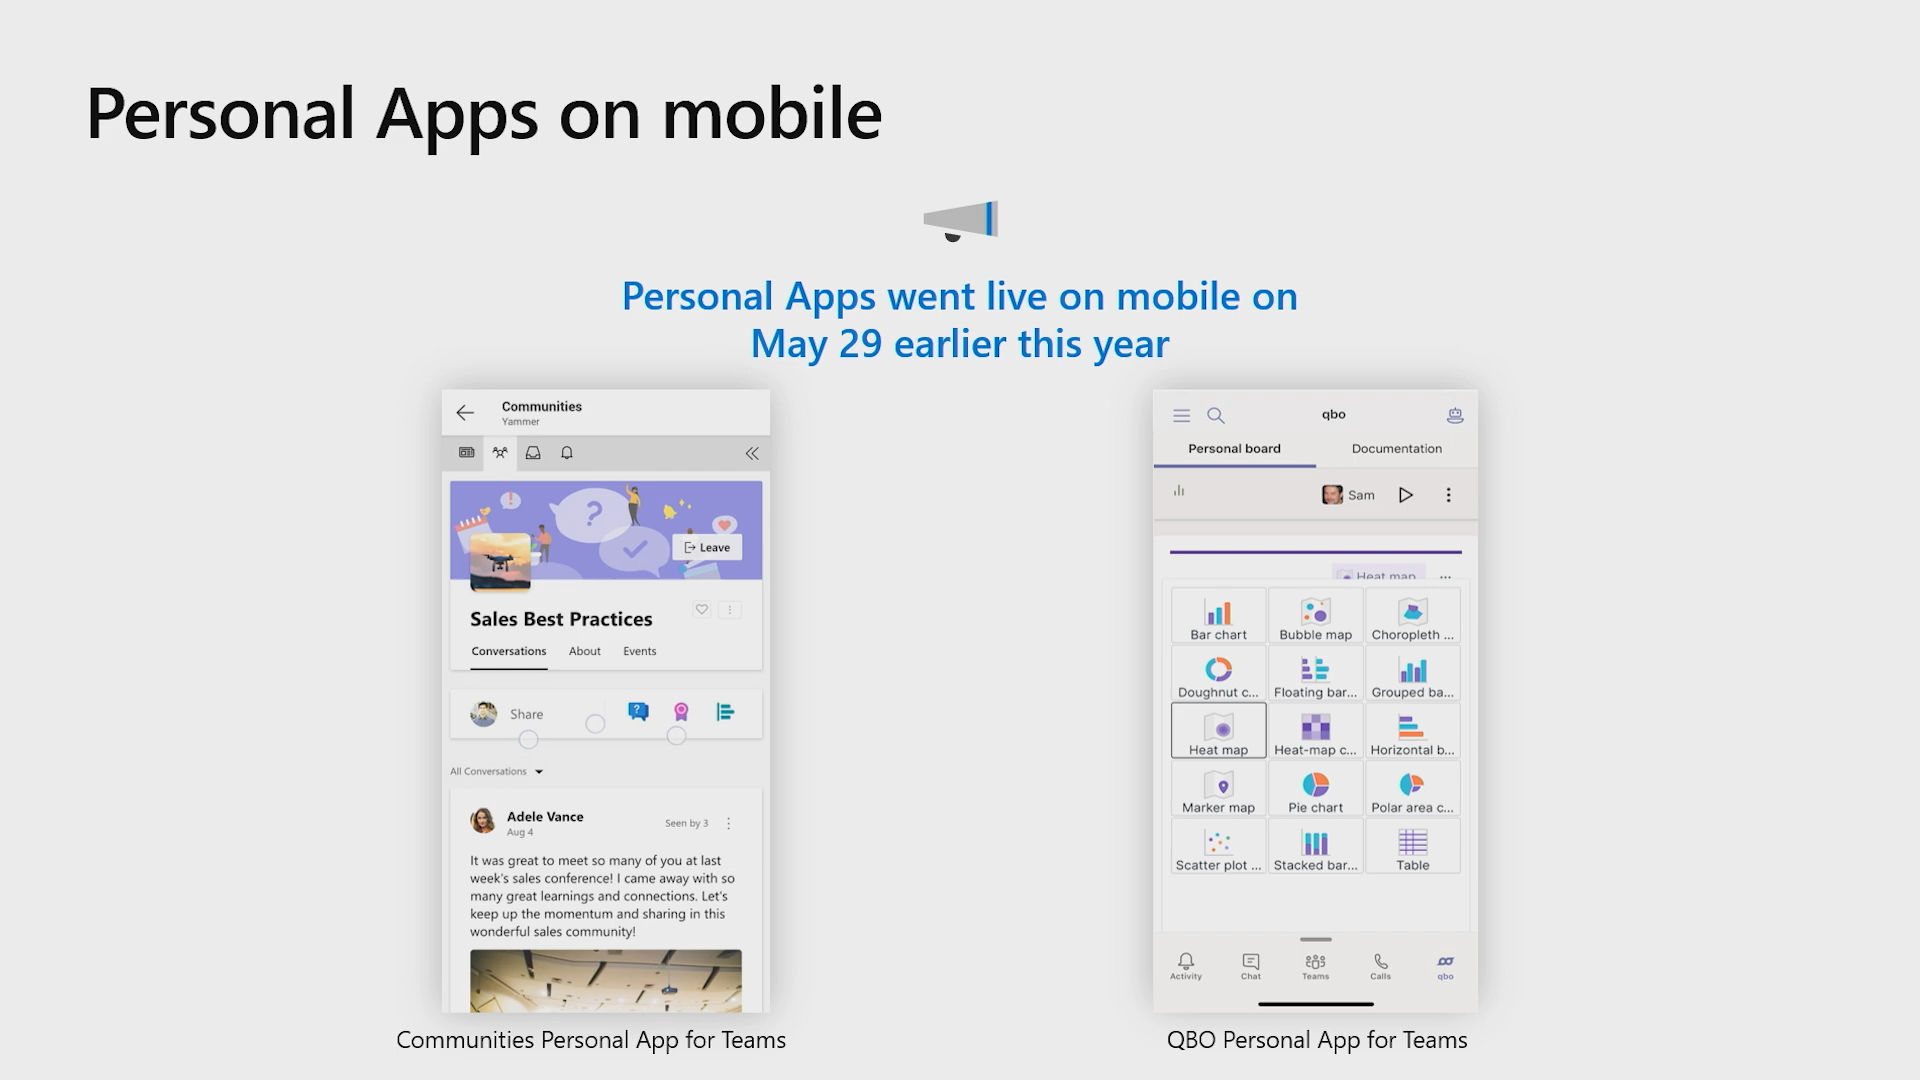 Personal Apps on mobile
Personal Apps went live on mobile on
May 29 earlier this year
Communities
Yammer
Leave
Sales Best Practices
Conversations About Events
Share
All Conversations
Adele Vance
Aug 4
Seen by 3
It was great to meet so many of you at last
week's sales conference! I came away with so
many great learnings and connections. Let's
keep up the momentum and sharing in this
wonderful sales community!
Communities Personal App for Teams
qbo
Personal board Documentation
Sam
Heat map
Bar chart Bubble map Choropleth ...
Doughnut c... Floating bar... Grouped ba...
Heat map Heat-map c... Horizontal b...
Marker map Pie chart Polar area c...
Scatter plot ... Stacked bar... Table
Activity Chat Teams Calls qbo
QBO Personal App for Teams